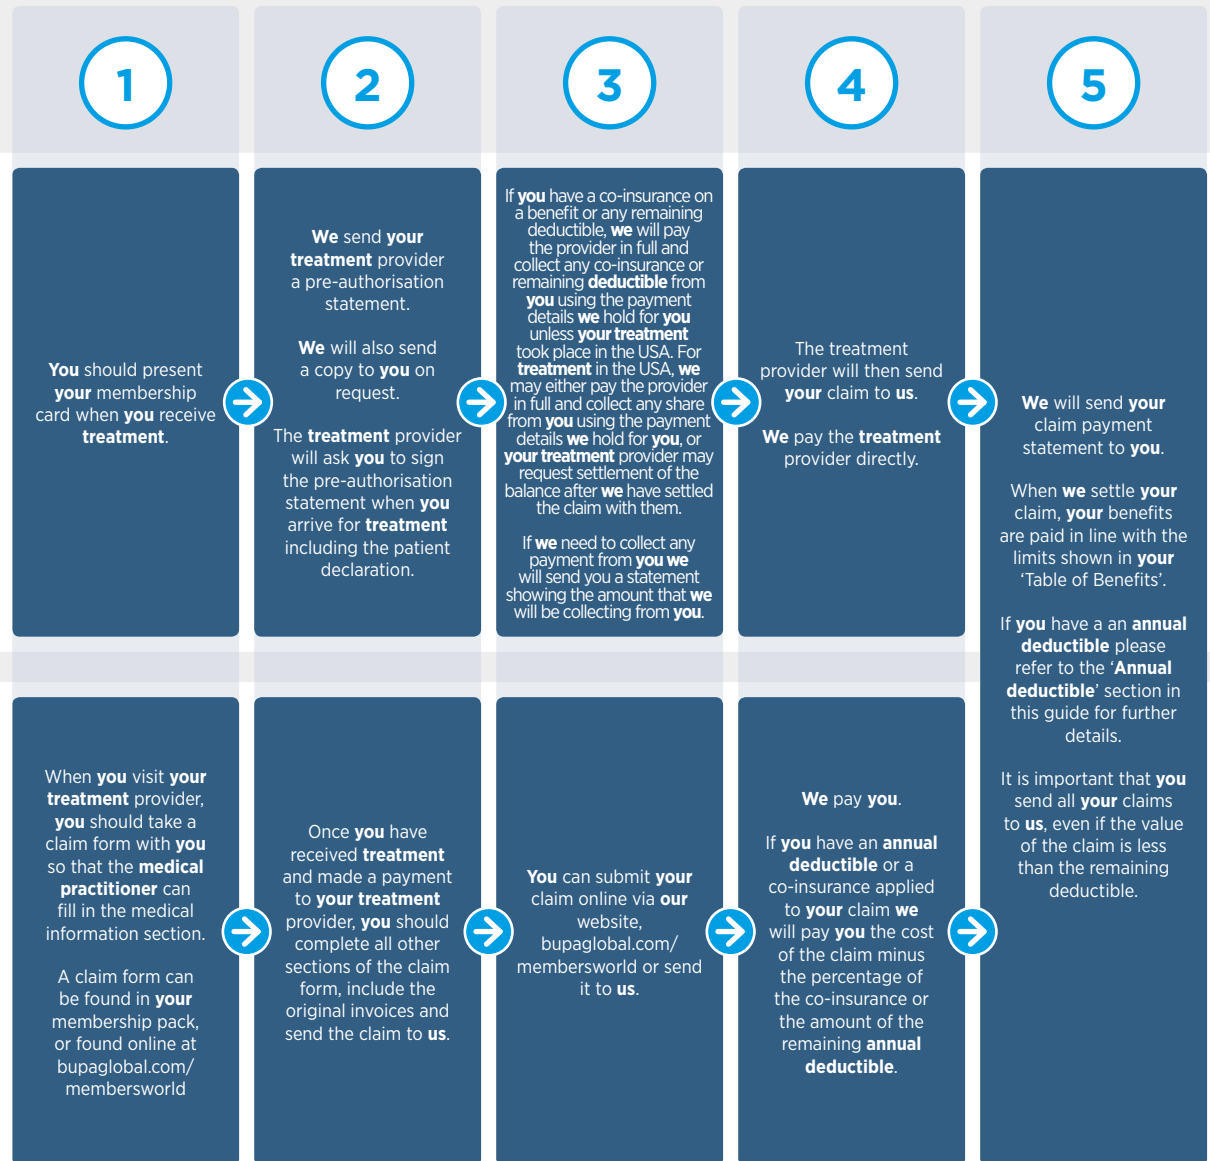 1
2
3
4
5
You should present
your membership
card when you receive
treatment.
We send your
treatment provider
a pre-authorisation
statement.
We will also send
a copy to you on
request.
The treatment provider
will ask you to sign
the pre-authorisation
statement when you
arrive for treatment
including the patient
declaration.
If you have a co-insurance on
a benefit or any remaining
deductible, we will pay
the provider in full and
collect any co-insurance or
remaining deductible from
you using the payment
details we hold for you
unless your treatment
took place in the USA. For
treatment in the USA, we
may either pay the provider
in full and collect any share
from you using the payment
details we hold for you, or
your treatment provider may
request settlement of the
balance after we have settled
the claim with them.
If we need to collect any
payment from you we
will send you a statement
showing the amount that we
will be collecting from you.
The treatment
provider will then send
your claim to us.
We pay the treatment
provider directly.
We will send your
claim payment
statement to you.
When we settle your
claim, your benefits
are paid in line with the
limits shown in your
‘Table of Benefits’.
If you have a an annual
deductible please
refer to the ‘Annual
deductible’ section in
this guide for further
details.
It is important that you
send all your claims
to us, even if the value
of the claim is less
than the remaining
deductible.
When you visit your
treatment provider,
you should take a
claim form with you
so that the medical
practitioner can
fill in the medical
information section.
A claim form can
be found in your
membership pack,
or found online at
bupaglobal.com/
membersworld
Once you have
received treatment
and made a payment
to your treatment
provider, you should
complete all other
sections of the claim
form, include the
original invoices and
send the claim to us.
You can submit your
claim online via our
website,
bupaglobal.com/
membersworld or send
it to us.
We pay you.
If you have an annual
deductible or a
co-insurance applied
to your claim we
will pay you the cost
of the claim minus
the percentage of
the co-insurance or
the amount of the
remaining annual
deductible.